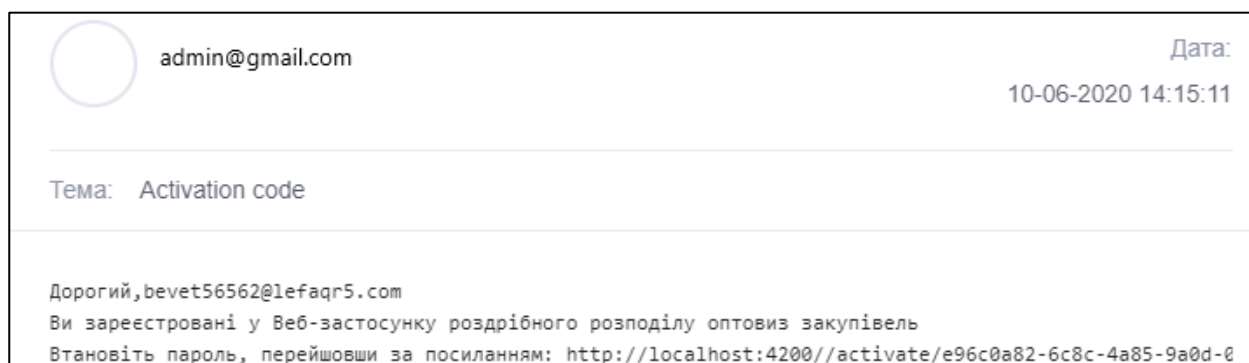 admin@gmail.com
Дата:
10-06-2020 14:15:11
Тема: Activation code
Дорогий,bevet56562@lefaqr5.com
Ви зареєстровані у Веб-застосунку роздрібного розподілу оптовиз закупівель
Втановіть пароль, перейшовши за посиланням: http://localhost:4200//activate/e96c0a82-6c8c-4a85-9a0d-0